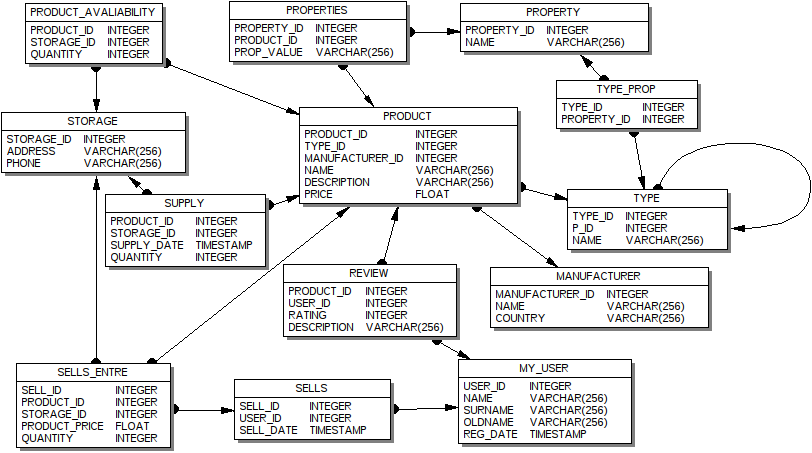 PRODUCT_AVALIABILITY
PRODUCT_ID INTEGER
STORAGE_ID INTEGER
QUANTITY INTEGER
PROPERTIES
PROPERTY_ID INTEGER
PRODUCT_ID INTEGER
PROP_VALUE VARCHAR(256)
PROPERTY
PROPERTY_ID INTEGER
NAME VARCHAR(256)
TYPE_PROP
TYPE_ID INTEGER
PROPERTY_ID INTEGER
STORAGE
STORAGE_ID INTEGER
ADDRESS VARCHAR(256)
PHONE VARCHAR(256)
PRODUCT
PRODUCT_ID INTEGER
TYPE_ID INTEGER
MANUFACTURER_ID INTEGER
NAME VARCHAR(256)
DESCRIPTION VARCHAR(256)
PRICE FLOAT
SUPPLY
PRODUCT_ID INTEGER
STORAGE_ID INTEGER
SUPPLY_DATE TIMESTAMP
QUANTITY INTEGER
TYPE
TYPE_ID INTEGER
P_ID INTEGER
NAME VARCHAR(256)
REVIEW
PRODUCT_ID INTEGER
USER_ID INTEGER
RATING INTEGER
DESCRIPTION VARCHAR(256)
MANUFACTURER
MANUFACTURER_ID INTEGER
NAME VARCHAR(256)
COUNTRY VARCHAR(256)
SELLS_ENTRE
SELL_ID INTEGER
PRODUCT_ID INTEGER
STORAGE_ID INTEGER
PRODUCT_PRICE FLOAT
QUANTITY INTEGER
SELLS
SELL_ID INTEGER
USER_ID INTEGER
SELL_DATE TIMESTAMP
MY_USER
USER_ID INTEGER
NAME VARCHAR(256)
SURNAME VARCHAR(256)
OLDNAME VARCHAR(256)
REG_DATE TIMESTAMP